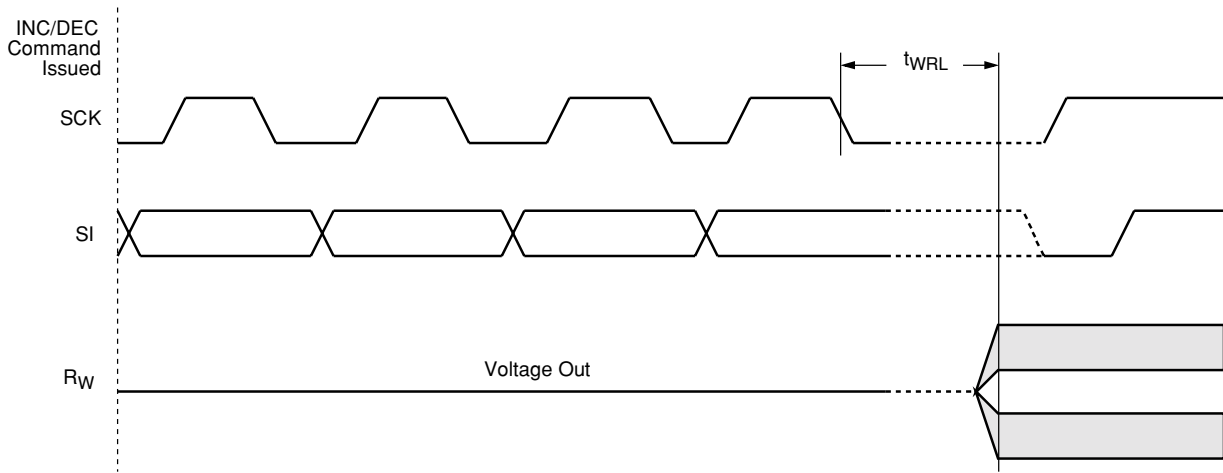 INC/DEC
Command
Issued
tWRL
SCK
SI
Voltage Out
RW